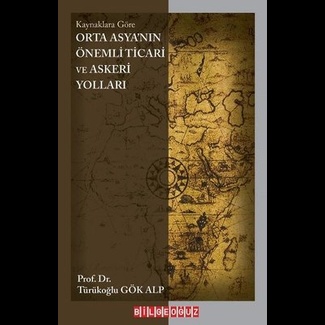 Kaynaklara Göre
ORTA ASYA'NIN
ÖNEMLİ TİCARİ
VE ASKERİ
YOLLARI
Prof. Dr.
Türükoğlu GÖK ALP
BİLGEOĞUZ